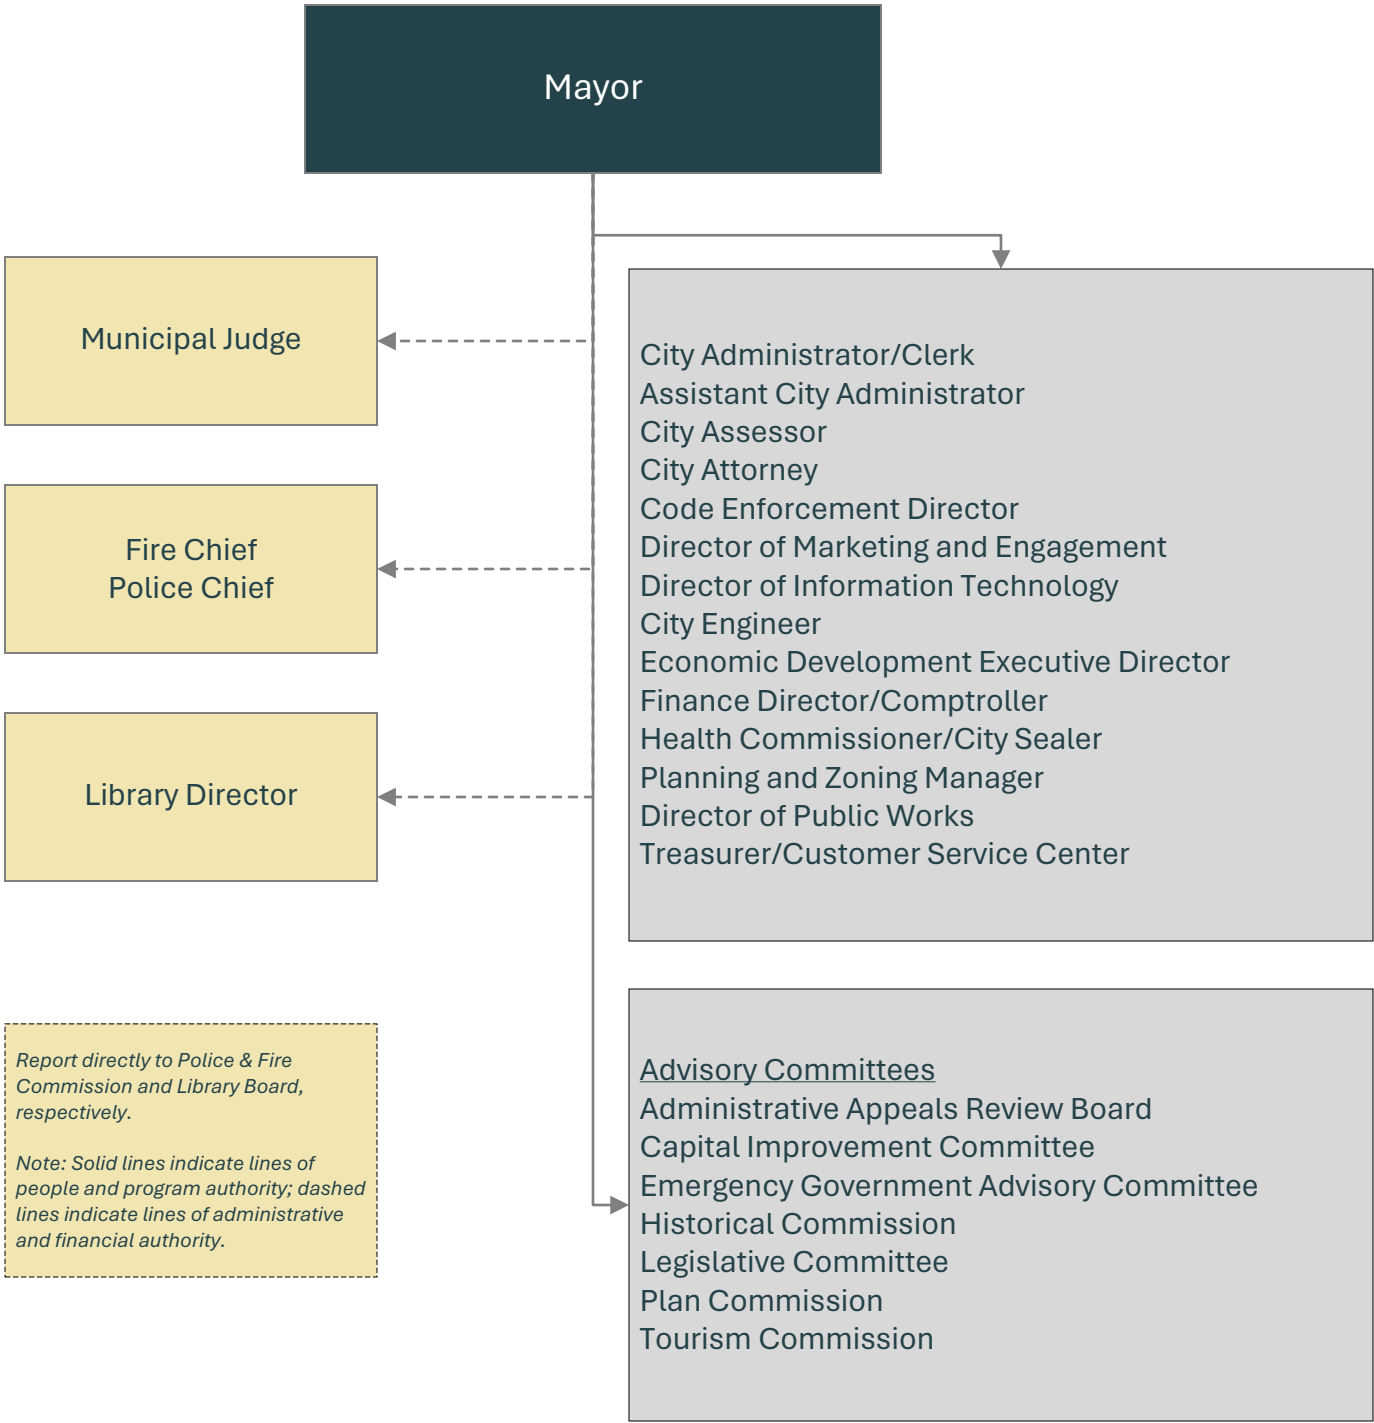 Mayor
Municipal Judge
Fire Chief
Police Chief
Library Director
Report directly to Police & Fire
Commission and Library Board,
respectively.
Note: Solid lines indicate lines of
people and program authority; dashed
lines indicate lines of administrative
and financial authority.
City Administrator/Clerk
Assistant City Administrator
City Assessor
City Attorney
Code Enforcement Director
Director of Marketing and Engagement
Director of Information Technology
City Engineer
Economic Development Executive Director
Finance Director/Comptroller
Health Commissioner/City Sealer
Planning and Zoning Manager
Director of Public Works
Treasurer/Customer Service Center
Advisory Committees
Administrative Appeals Review Board
Capital Improvement Committee
Emergency Government Advisory Committee
Historical Commission
Legislative Committee
Plan Commission
Tourism Commission